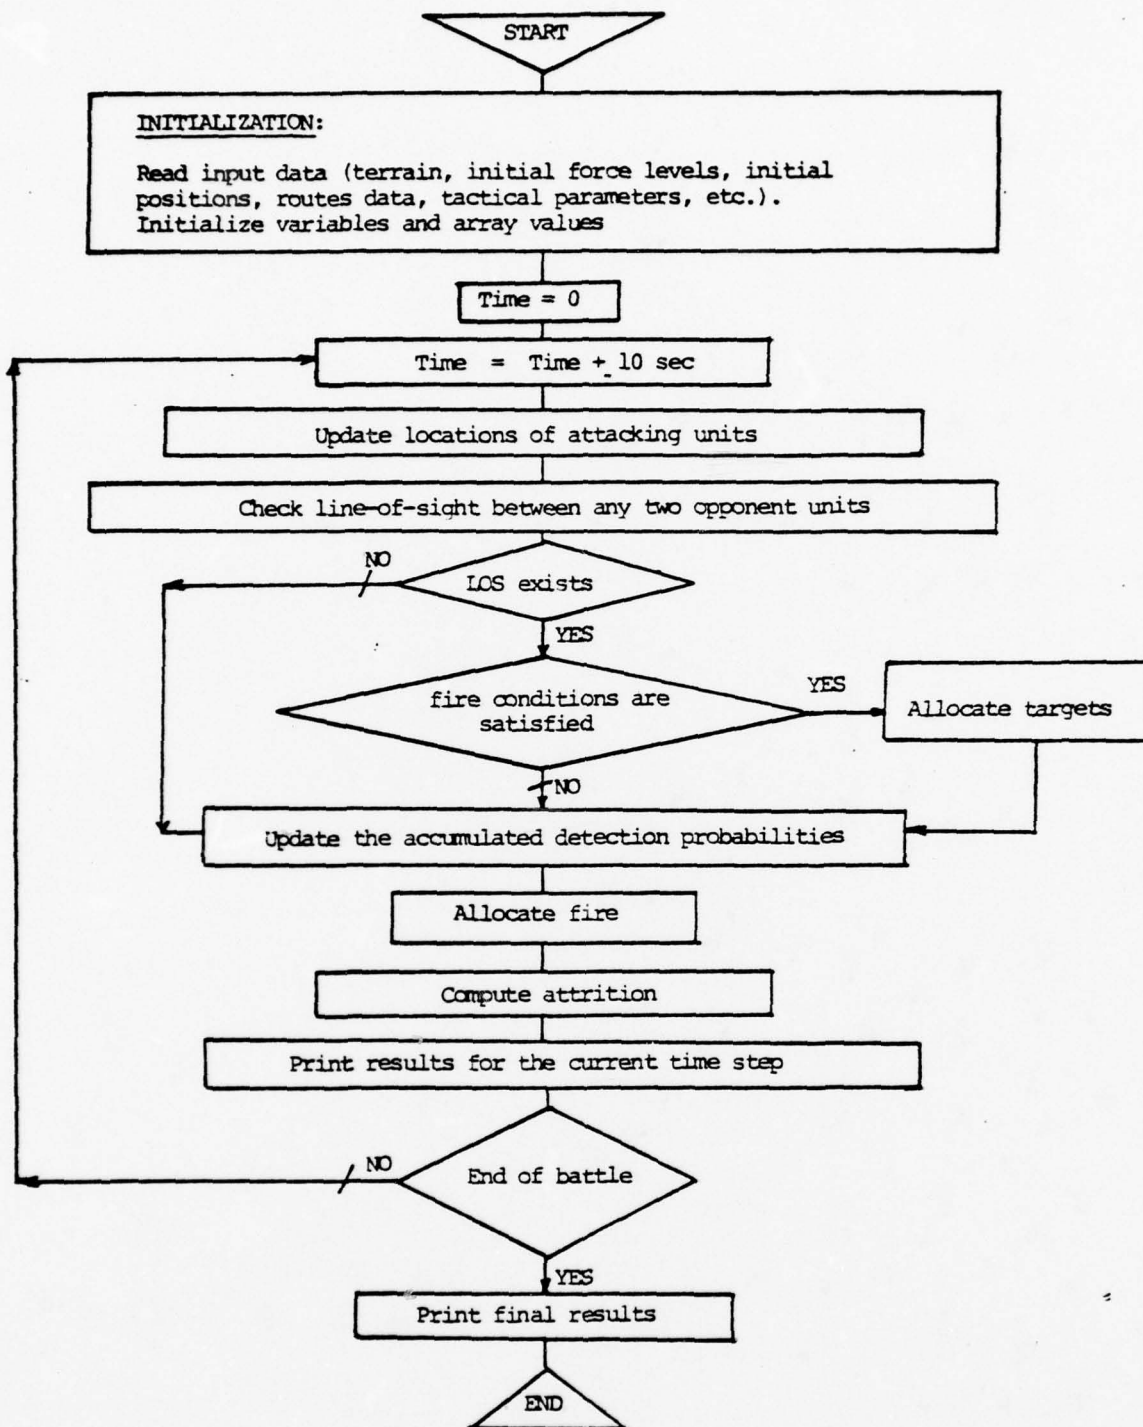 START
INITIALIZATION:
Read input data (terrain, initial force levels, initial
positions, routes data, tactical parameters, etc.).
Initialize variables and array values
Time = 0
Time = Time + 10 sec
Update locations of attacking units
Check line-of-sight between any two opponent units
NO
LOS exists
YES
fire conditions are
satisfied
YES
Allocate targets
NO
Update the accumulated detection probabilities
Allocate fire
Compute attrition
Print results for the current time step
NO
End of battle
YES
Print final results
END